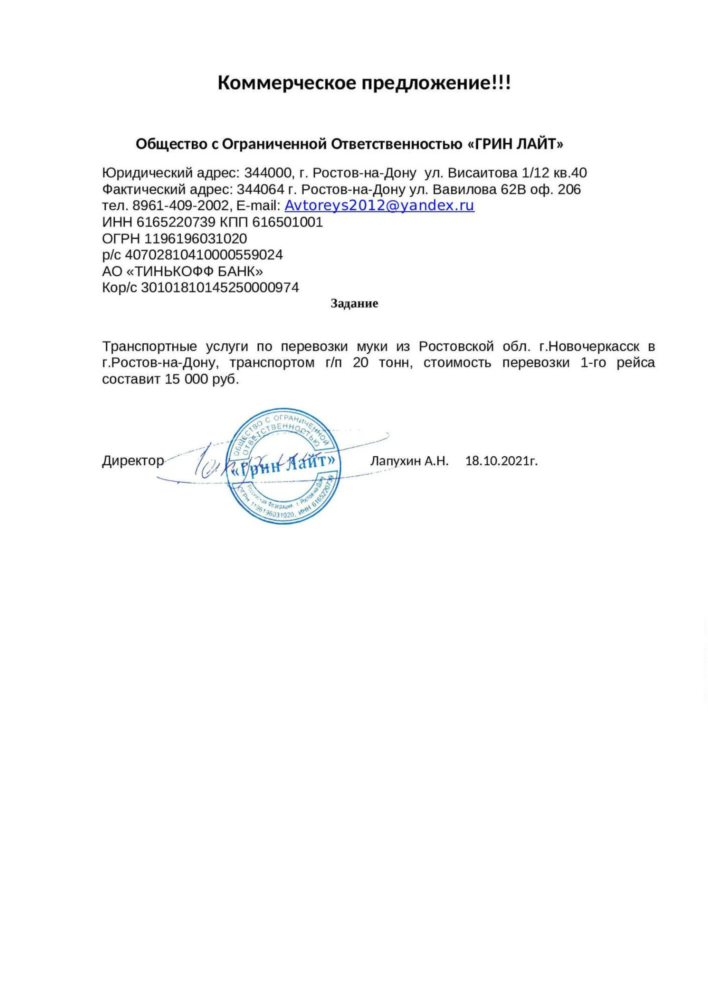 Коммерческое предложение!!!
Общество с Ограниченной Ответственностью «ГРИН ЛАЙТ»
Юридический адрес: 344000, г. Ростов-на-Дону ул. Висаитова 1/12 кв.40
Фактический адрес: 344064 г. Ростов-на-Дону ул. Вавилова 62В оф. 206
тел. 8961-409-2002, E-mail: Avtoreys2012@yandex.ru
ИНН 6165220739 КПП 616501001
ОГРН 1196196031020
р/с 40702810410000559024
АО «ТИНЬКОФФ БАНК»
Кор/с 30101810145250000974
Задание
Транспортные услуги по перевозки муки из Ростовской обл. г.Новочеркасск в
г.Ростов-на-Дону, транспортом г/п 20 тонн, стоимость перевозки 1-го рейса
составит 15 000 руб.
ОБЩЕСТВО С ОГРАНИЧЕННОЙ
ОТВЕТСТВЕННОСТЬЮ
«Грин Лайт»
Российская Федерация, г. Ростов-на-Дону
ОГРН 1196196031020, ИНН 6165220739
Директор Лапухин А.Н. 18.10.2021г.